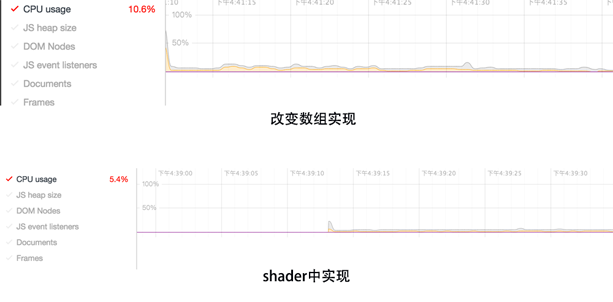 :10 下午4:41:15 下午4:41:20 下午4:41:25 下午4:41:30 下午4:41:35
CPU usage 10.6% 100%
JS heap size
DOM Nodes 50%
JS event listeners
Documents
Frames
改变数组实现
下午4:39:00 下午4:39:05 下午4:39:10 下午4:39:15 下午4:39:20 下午4:39:25 下午4:39:30
CPU usage 5.4% 100%
JS heap size
DOM Nodes 50%
JS event listeners
Documents
Frames
shader中实现